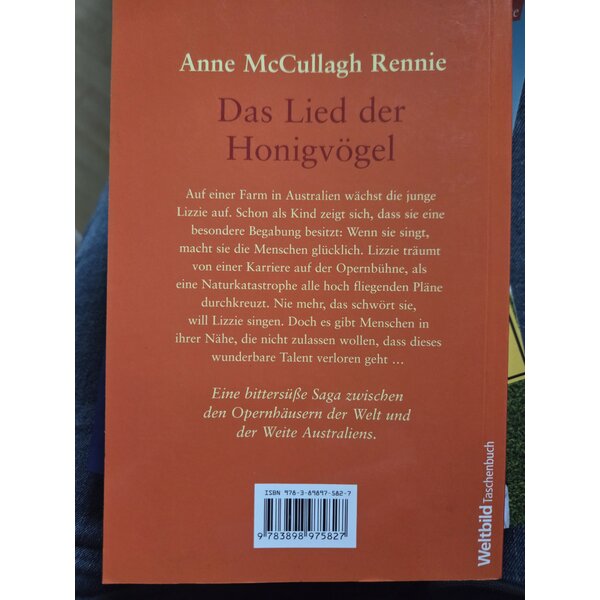 Anne McCullagh Rennie
Das Lied der
Honigvögel
Auf einer Farm in Australien wächst die junge
Lizzie auf. Schon als Kind zeigt sich, dass sie eine
besondere Begabung besitzt: Wenn sie singt,
macht sie die Menschen glücklich. Lizzie träumt
von einer Karriere auf der Opernbühne, als
eine Naturkatastrophe alle hoch fliegenden Pläne
durchkreuzt. Nie mehr, das schwört sie,
will Lizzie singen. Doch es gibt Menschen in
ihrer Nähe, die nicht zulassen wollen, dass dieses
wunderbare Talent verloren geht ...
Eine bittersüße Saga zwischen
den Opernhäusern der Welt und
der Weite Australiens.
ISBN 978-3-89897-582-7
9 783898 975827
Weltbild Taschenbuch